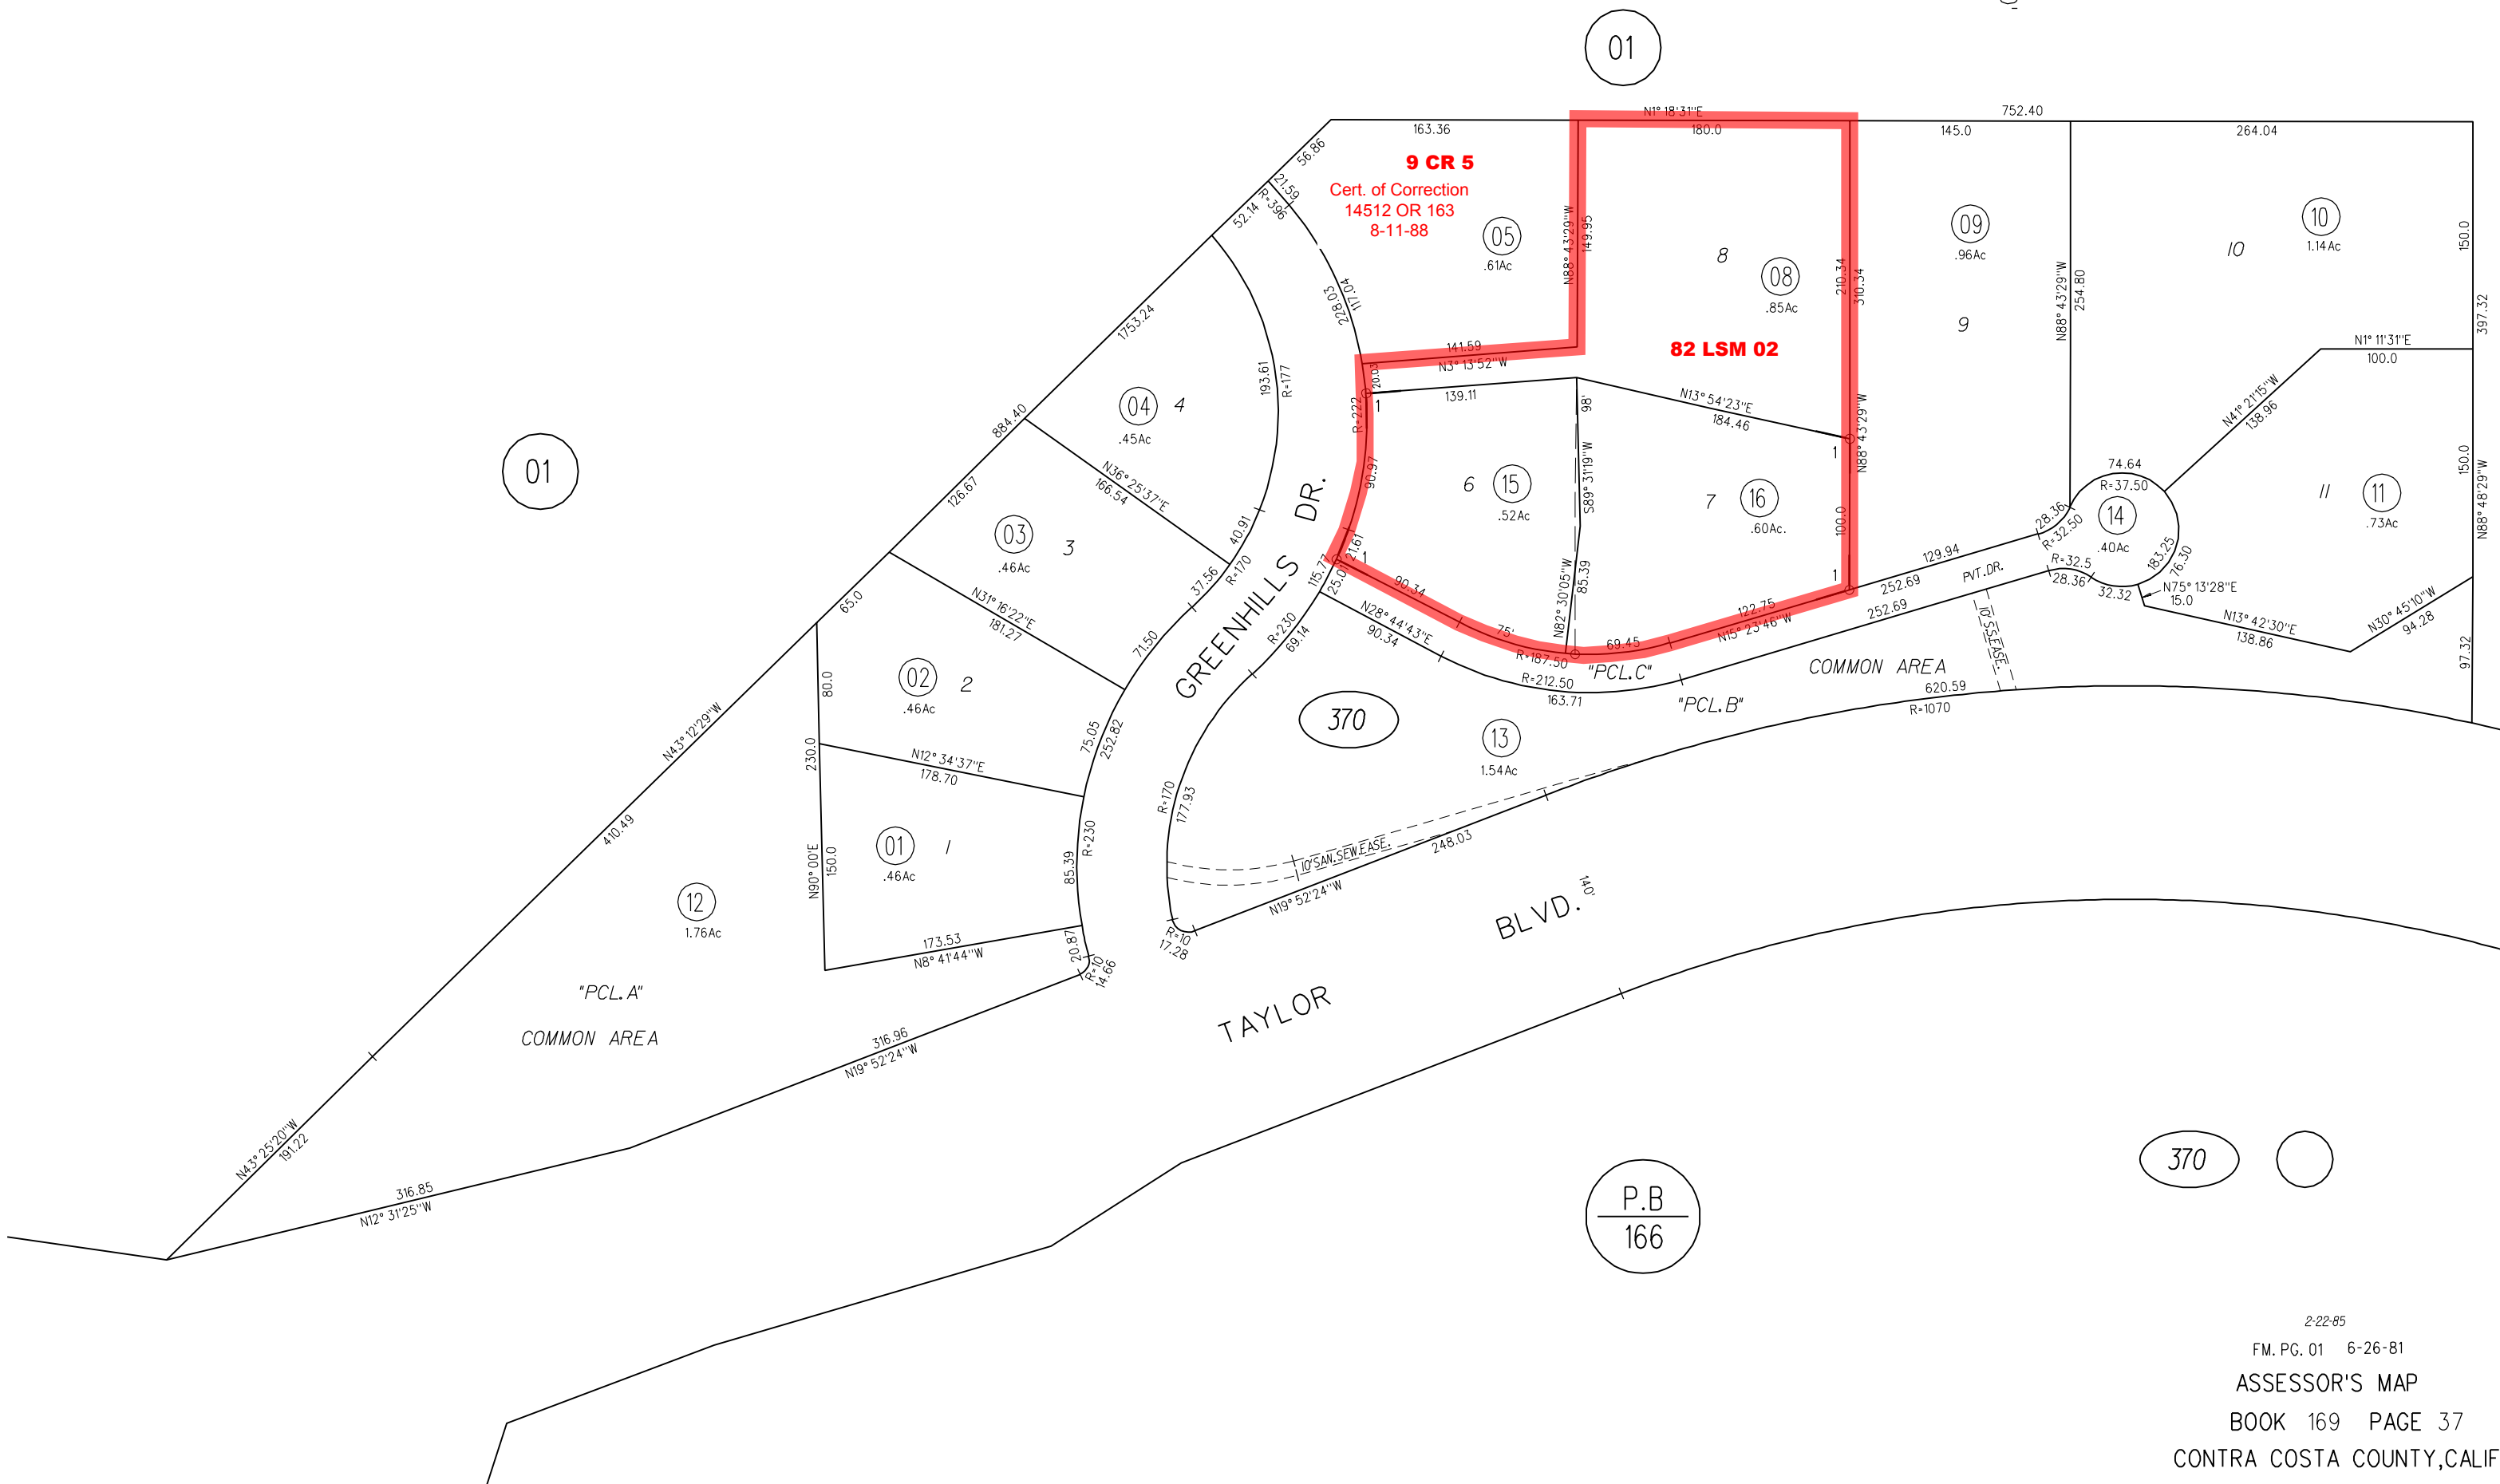 01
N1° 18'31"E
752.40
163.36
180.0
145.0
264.04
56.86
21.59
R=396
52.14
9 CR 5
Cert. of Correction
14512 OR 163
8-11-88
05
.61Ac
N88° 43'29"W
149.95
8
08
.85Ac
210.34
310.34
82 LSM 02
09
.96Ac
9
N88° 43'29"W
254.80
10
10
1.14Ac
150.0
397.32
N1° 11'31"E
100.0
117.04
228.03
1753.24
193.61
R=177
141.59
N3° 13'52"W
20.03
139.11
1
R=222
98'
N13° 54'23"E
184.46
N88° 43'29"W
1
N41° 21'15"W
138.96
04
4
.45Ac
884.40
N36° 25'37"E
166.54
01
126.67
03
3
.46Ac
GREENHILLS DR.
90.97
6
15
.52Ac
S89° 31'19"W
7
16
.60Ac.
100.0
74.64
R=37.50
14
.40Ac
28.36
R=32.50
11
11
.73Ac
150.0
N88° 48'29"W
40.91
R=170
37.56
21.61
1
115.77
25.01
90.34
N28° 44'43"E
90.34
75'
N82° 30'05"W
85.39
R=187.50
69.45
122.75
N15° 23'46"W
1
129.94
252.69
252.69
PVT.DR.
R=32.5
28.36
32.32
183.25
76.30
N75° 13'28"E
15.0
N13° 42'30"E
138.86
N30° 45'10"W
94.28
97.32
10'S.S.EASE.
65.0
N31° 16'22"E
181.27
71.50
R=230
69.14
02
2
.46Ac
80.0
230.0
N43° 12'29"W
N12° 34'37"E
178.70
75.05
252.82
370
R=212.50
163.71
"PCL.C"
"PCL.B"
COMMON AREA
620.59
R=1070
13
1.54Ac
R=170
177.93
10'SAN.SEW.EASE.
248.03
N19° 52'24"W
410.49
N90° 00'E
150.0
01
1
.46Ac
R=230
85.39
12
1.76Ac
173.53
N8° 41'44"W
20.87
R=10
14.66
R=10
17.28
"PCL.A"
COMMON AREA
TAYLOR BLVD.
140'
316.96
N19° 52'24"W
N43° 25'20"W
191.22
316.85
N12° 31'25"W
P.B
166
370
2-22-85
FM. PG. 01 6-26-81
ASSESSOR'S MAP
BOOK 169 PAGE 37
CONTRA COSTA COUNTY,CALIF